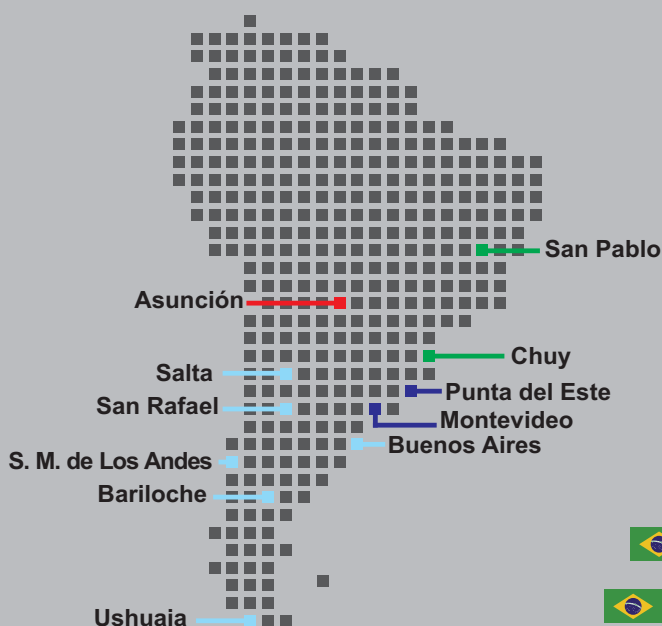 San Pablo
Asunción
Chuy
Salta
Punta del Este
San Rafael
Montevideo
Buenos Aires
S. M. de Los Andes
Bariloche
Ushuaia